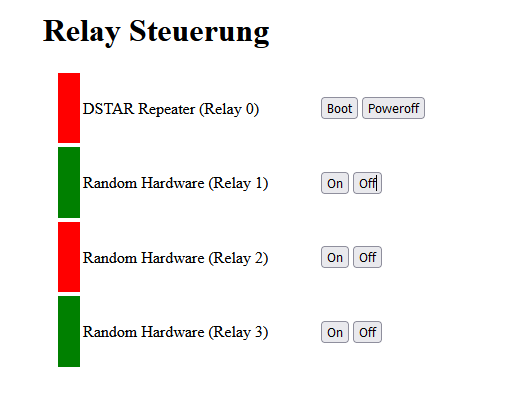 Relay Steuerung
DSTAR Repeater (Relay 0) Boot Poweroff
Random Hardware (Relay 1) On Off
Random Hardware (Relay 2) On Off
Random Hardware (Relay 3) On Off